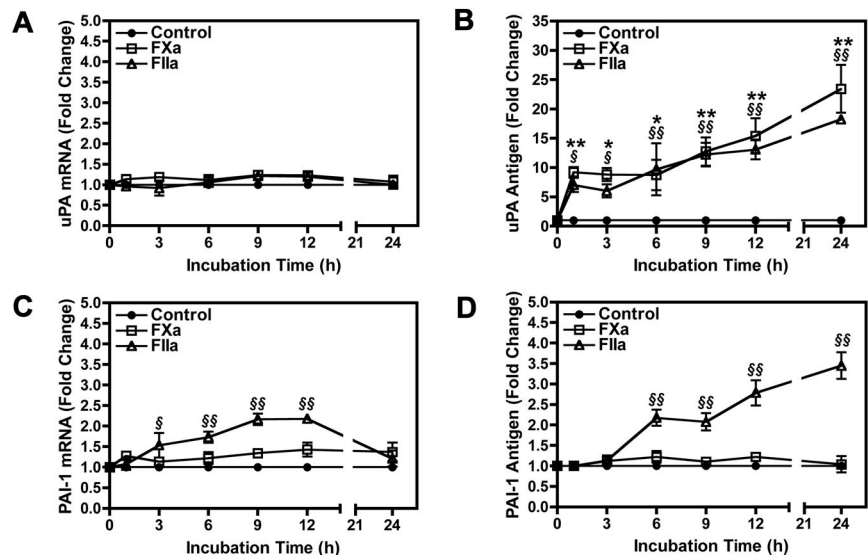 A
uPA mRNA (Fold Change)
5.0
4.5
4.0
3.5
3.0
2.5
2.0
1.5
1.0
0.5
0.0
Control
FXa
FIIa
0 3 6 9 12 21 24
Incubation Time (h)
B
uPA Antigen (Fold Change)
35
30
25
20
15
10
5
0
Control
FXa
FIIa
** * * ** ** **
§ § §§ §§ §§ §§
0 3 6 9 12 21 24
Incubation Time (h)
C
PAI-1 mRNA (Fold Change)
5.0
4.5
4.0
3.5
3.0
2.5
2.0
1.5
1.0
0.5
0.0
Control
FXa
FIIa
§ §§ §§ §§
0 3 6 9 12 21 24
Incubation Time (h)
D
PAI-1 Antigen (Fold Change)
5.0
4.5
4.0
3.5
3.0
2.5
2.0
1.5
1.0
0.5
0.0
Control
FXa
FIIa
§§ §§ §§ §§
0 3 6 9 12 21 24
Incubation Time (h)